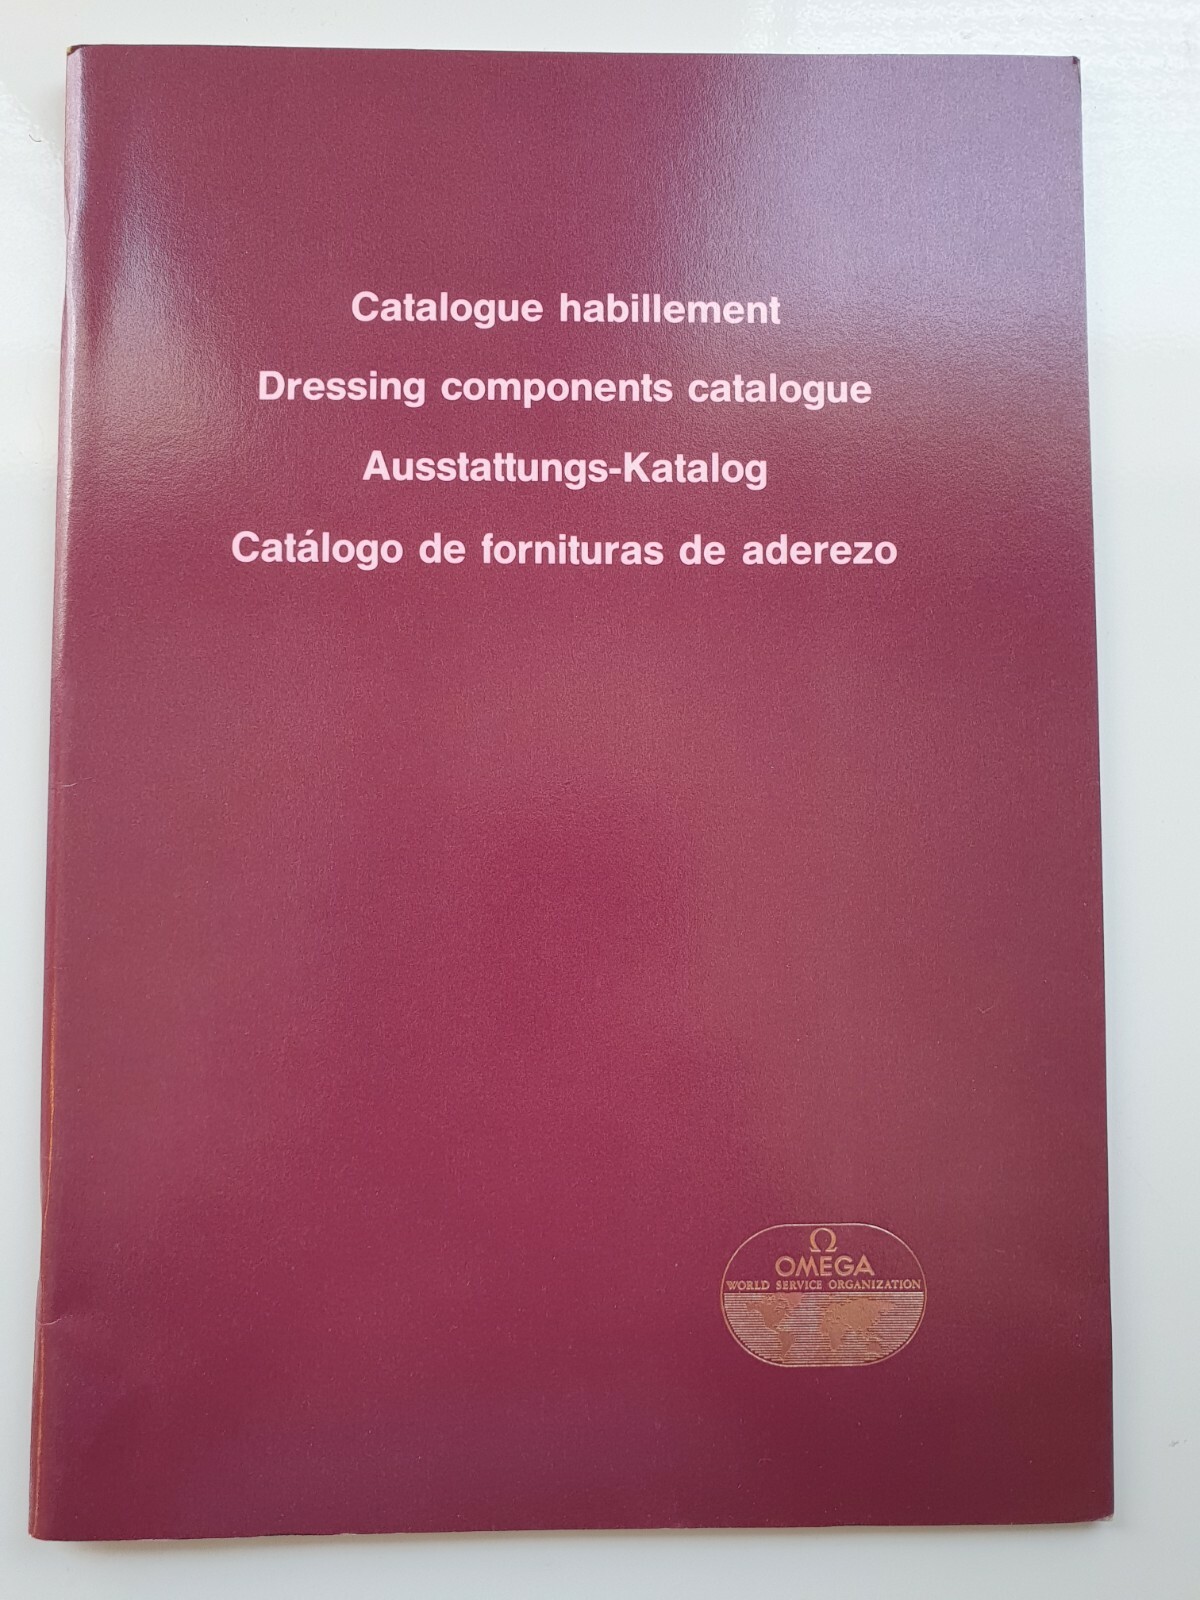 Catalogue habillement
Dressing components catalogue
Ausstattungs-Katalog
Catálogo de fornituras de aderezo
Ω
OMEGA
WORLD SERVICE ORGANIZATION